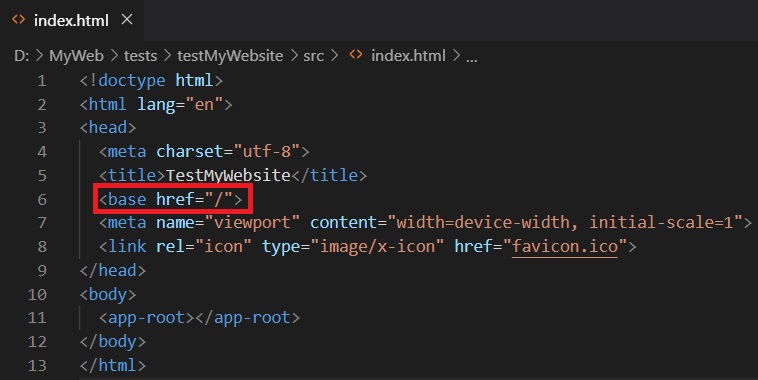 index.html ×
D: > MyWeb > tests > testMyWebsite > src > <> index.html > ...
1 <!doctype html>
2 <html lang="en">
3 <head>
4 <meta charset="utf-8">
5 <title>TestMyWebsite</title>
6 <base href="/">
7 <meta name="viewport" content="width=device-width, initial-scale=1">
8 <link rel="icon" type="image/x-icon" href="favicon.ico">
9 </head>
10 <body>
11 <app-root></app-root>
12 </body>
13 </html>